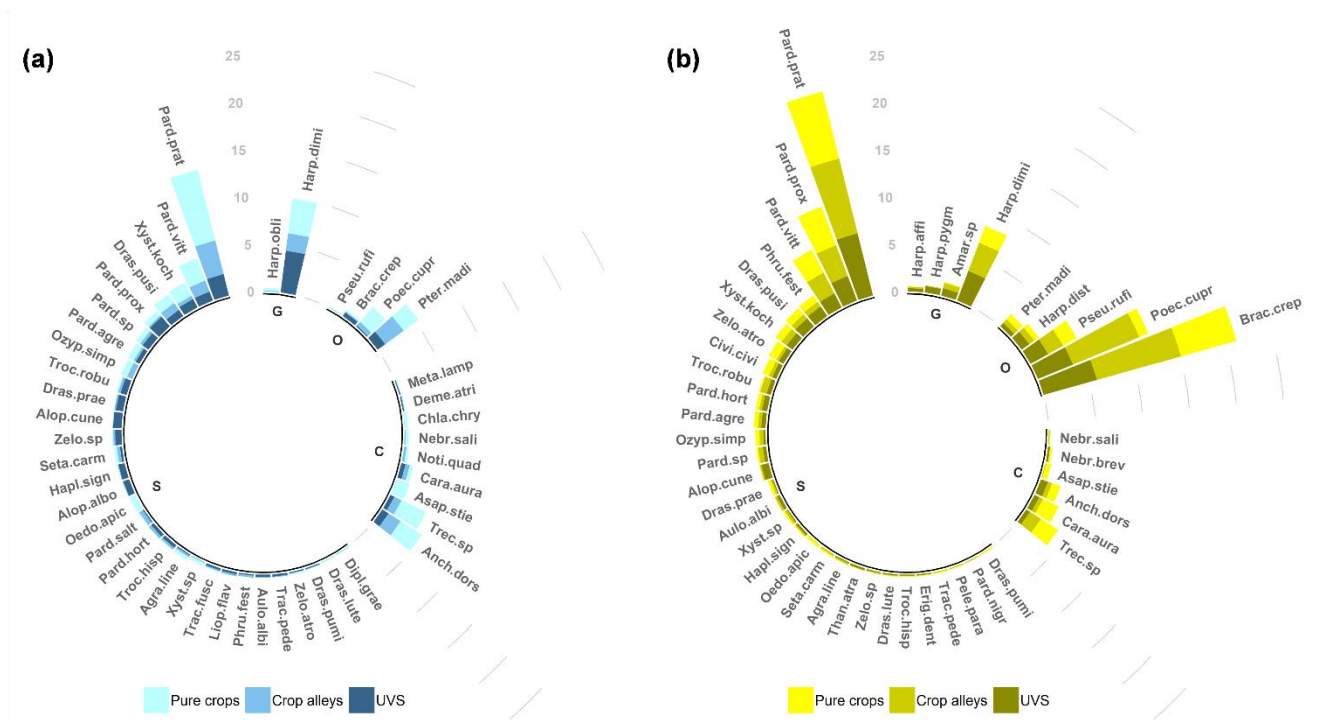 (a)
25
20
15
10
5
0
Harp.obli
Harp.dimi
G
Pseu.rufi
Brac.crep
Poec.cupr
Pter.madi
O
Meta.lamp
Deme.atri
Chla.chry
Nebr.sali
Noti.quad
Cara.aura
Asap.stie
Trec.sp
Anch.dors
C
Dipl.grae
Dras.lute
Dras.pumi
Zelo.atro
Trac.pede
Aulo.albi
Phru.fest
Liop.flav
Trac.fusc
Xyst.sp
Agra.line
Troc.hisp
Pard.hort
Pard.salt
Oedo.apic
Alop.albo
Hapl.sign
Seta.carm
Zelo.sp
Alop.cune
Dras.prae
Troc.robu
Ozyp.simp
Pard.agre
Pard.sp
Pard.prox
Dras.pusi
Xyst.koch
Pard.vitt
Pard.prat
S
Pure crops
Crop alleys
UVS
(b)
25
20
15
10
5
0
Harp.affi
Harp.pygm
Amar.sp
Harp.dimi
G
Pter.madi
Harp.dist
Pseu.rufi
Poec.cupr
Brac.crep
O
Nebr.sali
Nebr.brev
Asap.stie
Anch.dors
Cara.aura
Trec.sp
C
Dras.pumi
Pard.nigr
Pele.para
Trac.pede
Erig.dent
Troc.hisp
Dras.lute
Zelo.sp
Than.atra
Agra.line
Seta.carm
Oedo.apic
Hapl.sign
Xyst.sp
Aulo.albi
Dras.prae
Alop.cune
Pard.sp
Ozyp.simp
Pard.agre
Pard.hort
Troc.robu
Civi.civi
Zelo.atro
Xyst.koch
Dras.pusi
Phru.fest
Pard.vitt
Pard.prox
Pard.prat
S
Pure crops
Crop alleys
UVS